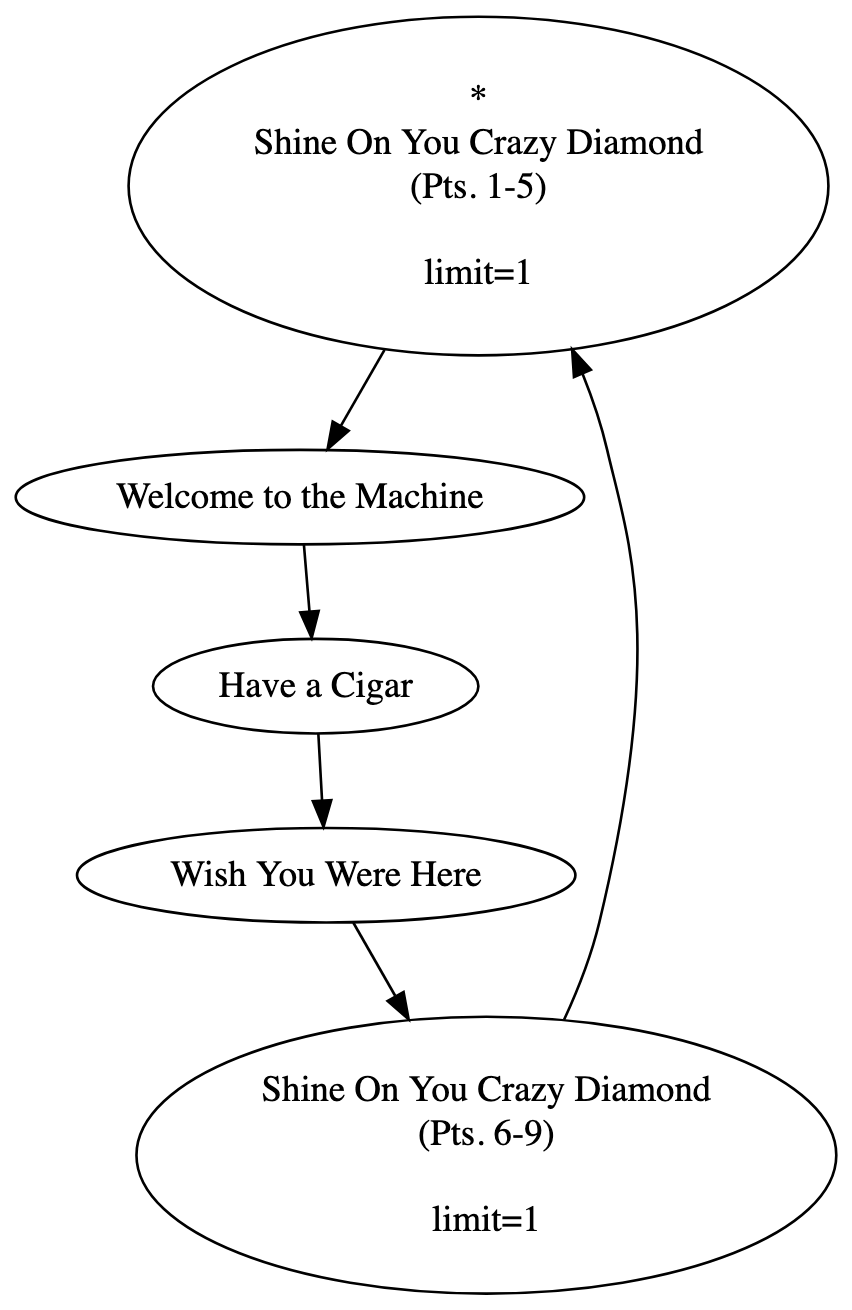 *
Shine On You Crazy Diamond
(Pts. 1-5)
limit=1
Welcome to the Machine
Have a Cigar
Wish You Were Here
Shine On You Crazy Diamond
(Pts. 6-9)
limit=1